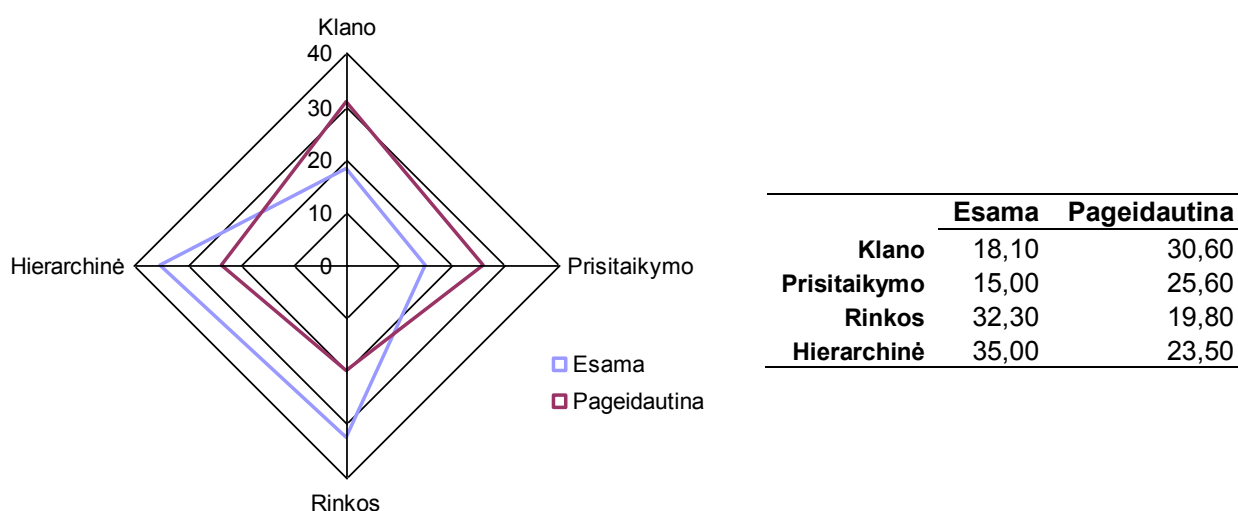 Klano
40
30
20
10
0
Hierarchinė
Prisitaikymo
Rinkos
Esama
Pageidautina
Esama Pageidautina
Klano 18,10 30,60
Prisitaikymo 15,00 25,60
Rinkos 32,30 19,80
Hierarchinė 35,00 23,50